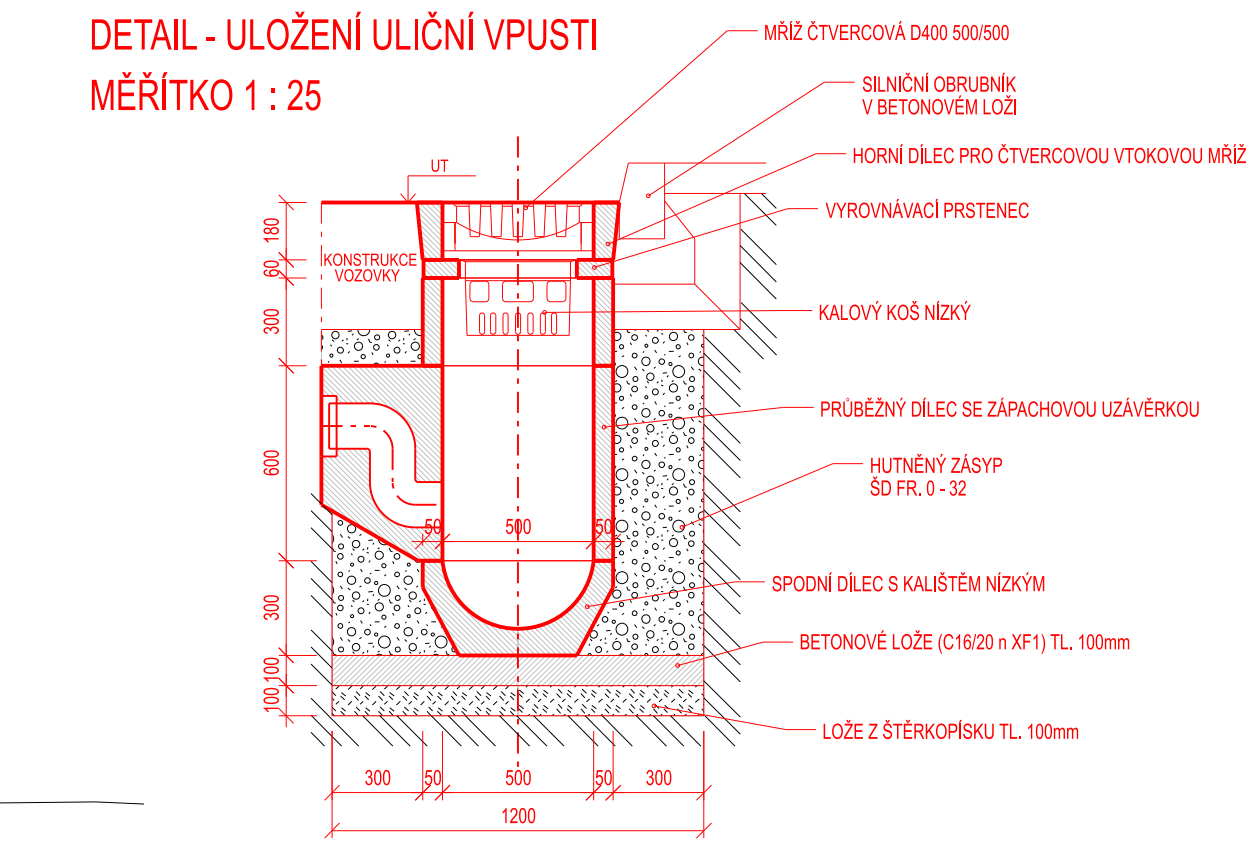 DETAIL - ULOŽENÍ ULIČNÍ VPUSTI
MĚŘÍTKO 1 : 25
MŘÍŽ ČTVERCOVÁ D400 500/500
SILNIČNÍ OBRUBNÍK
V BETONOVÉM LOŽI
HORNÍ DÍLEC PRO ČTVERCOVOU VTOKOVOU MŘÍŽ
UT
VYROVNÁVACÍ PRSTENEC
180
KONSTRUKCE
VOZOVKY
60
KALOVÝ KOŠ NÍZKÝ
300
PRŮBĚŽNÝ DÍLEC SE ZÁPACHOVOU UZÁVĚRKOU
600
HUTNĚNÝ ZÁSYP
ŠD FR. 0 - 32
50 500 50
SPODNÍ DÍLEC S KALIŠTĚM NÍZKÝM
300
BETONOVÉ LOŽE (C16/20 n XF1) TL. 100mm
100
100
LOŽE Z ŠTĚRKOPÍSKU TL. 100mm
300 50 500 50 300
1200